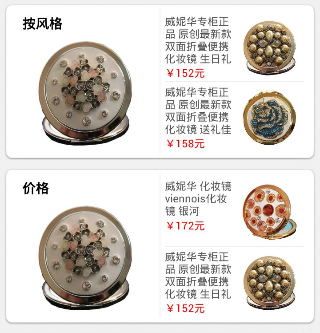 按风格
威妮华专柜正
品 原创最新款
双面折叠便携
化妆镜 生日礼
￥152元
威妮华专柜正
品 原创最新款
双面折叠便携
化妆镜 送礼佳
￥158元
价格
威妮华 化妆镜
viennois化妆
镜 银河
￥172元
威妮华专柜正
品 原创最新款
双面折叠便携
化妆镜 生日礼
￥152元